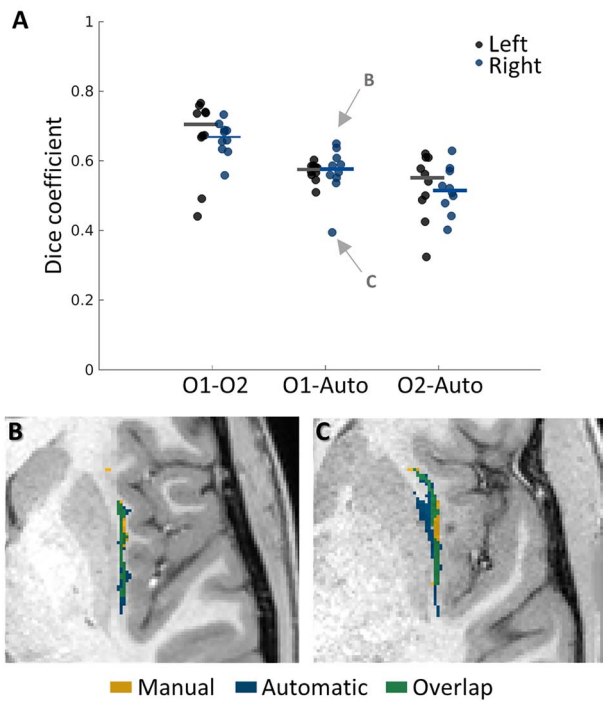 A
1
Left
Right
0.8
B
0.6
Dice coefficient
0.4
C
0.2
0
O1-O2 O1-Auto O2-Auto
B
C
Manual Automatic Overlap